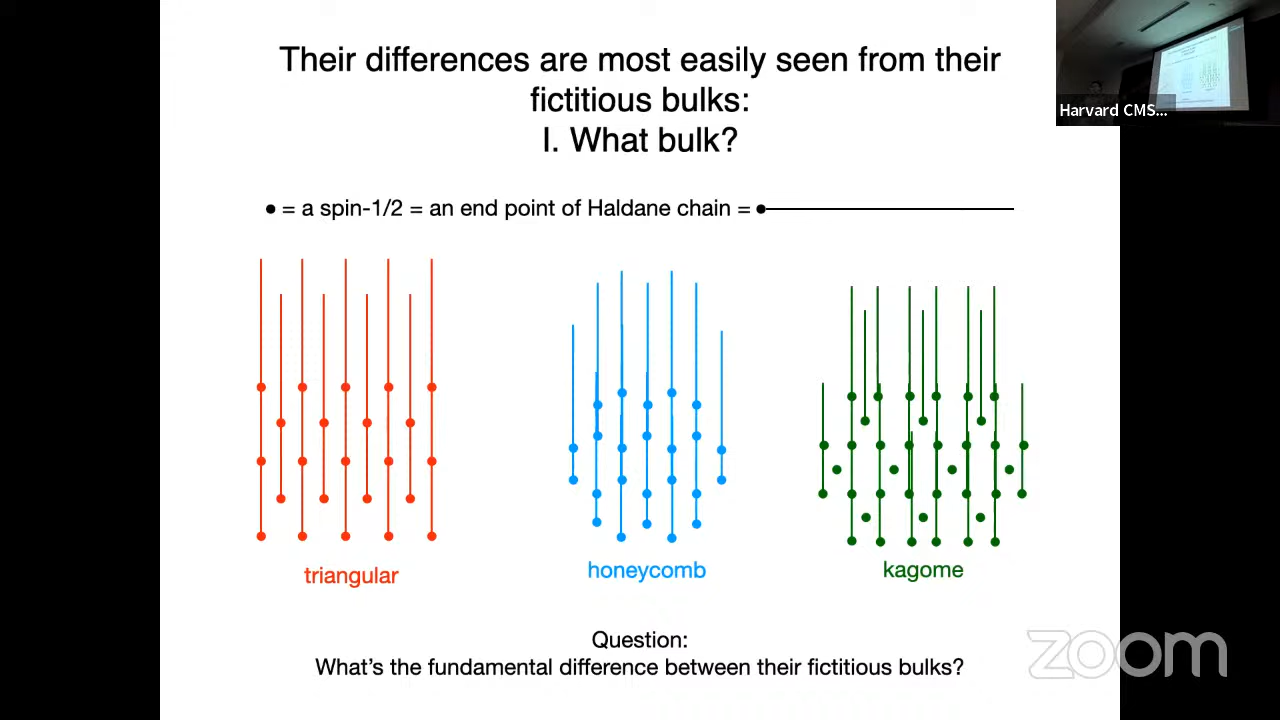 Their differences are most easily seen from their
fictitious bulks:
I. What bulk?
Harvard CMS...
• = a spin-1/2 = an end point of Haldane chain =
triangular
honeycomb
kagome
Question:
What's the fundamental difference between their fictitious bulks?
zoom